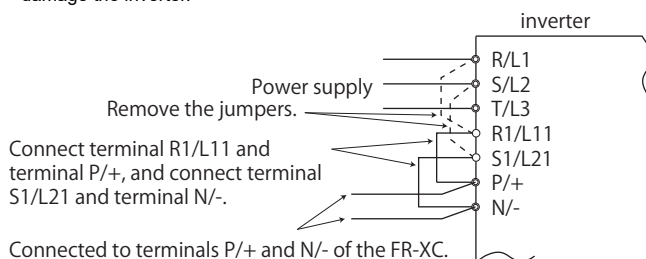 damage the inverter.
inverter
R/L1
Power supply
S/L2
Remove the jumpers.
T/L3
R1/L11
Connect terminal R1/L11 and
terminal P/+, and connect terminal
S1/L21 and terminal N/-.
S1/L21
P/+
N/-
Connected to terminals P/+ and N/- of the FR-XC.